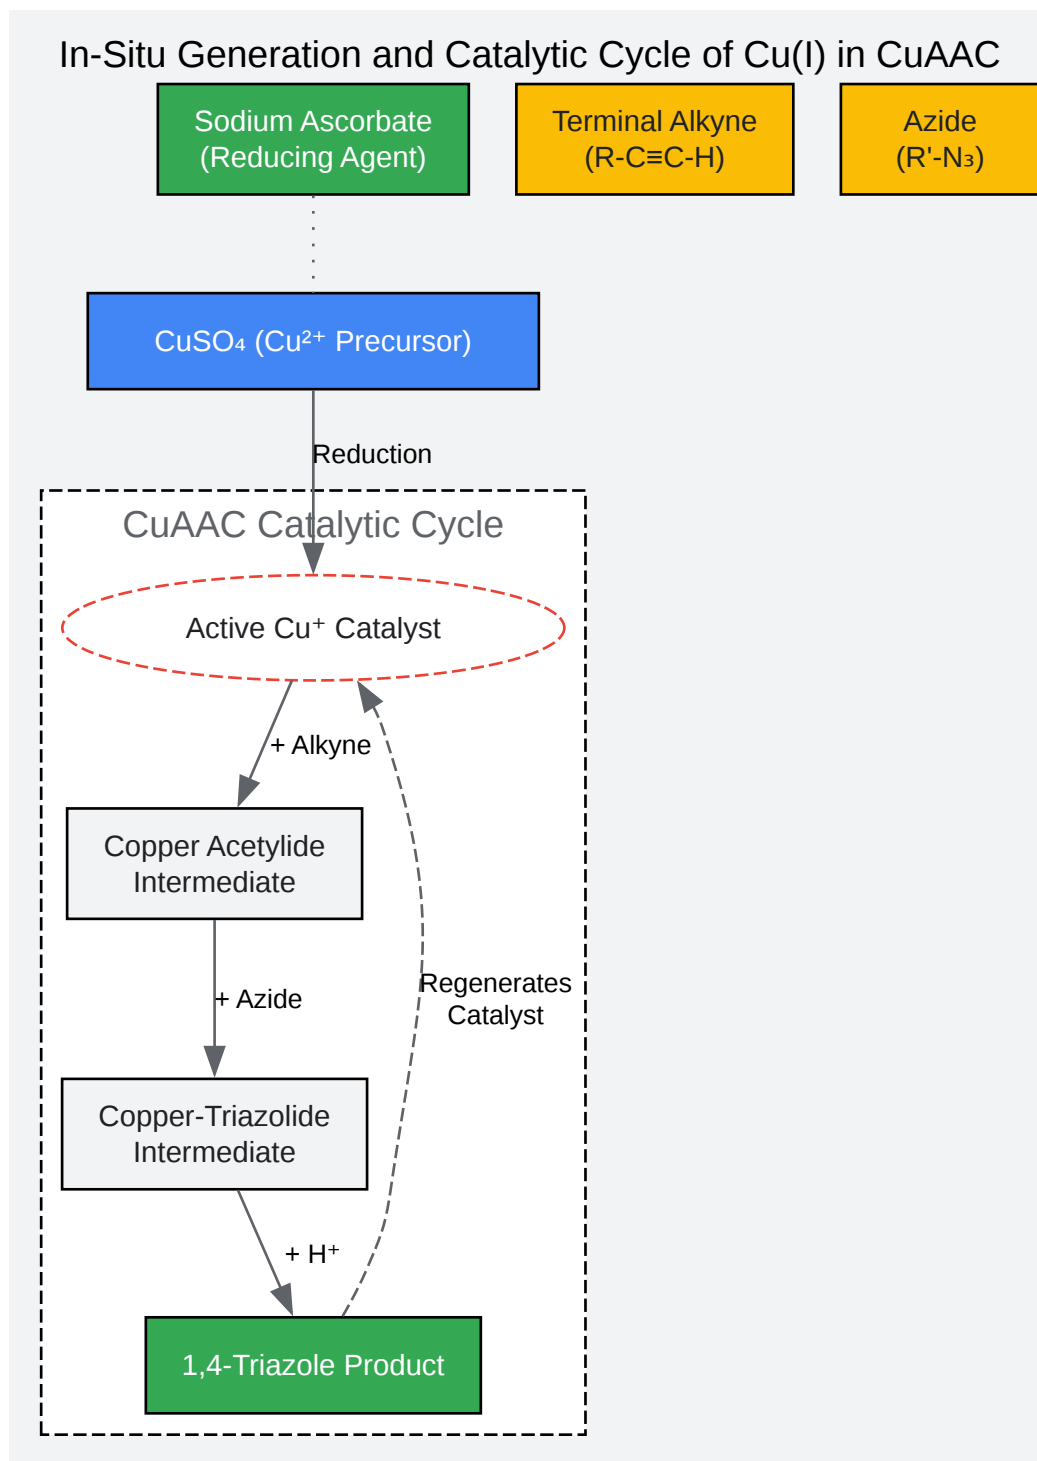 In-Situ Generation and Catalytic Cycle of Cu(I) in CuAAC
Sodium Ascorbate
(Reducing Agent)
Terminal Alkyne
(R-C≡C-H)
Azide
(R'-N₃)
CuSO₄ (Cu²⁺ Precursor)
Reduction
CuAAC Catalytic Cycle
Active Cu⁺ Catalyst
+ Alkyne
Copper Acetylide
Intermediate
Regenerates
Catalyst
+ Azide
Copper-Triazolide
Intermediate
+ H⁺
1,4-Triazole Product